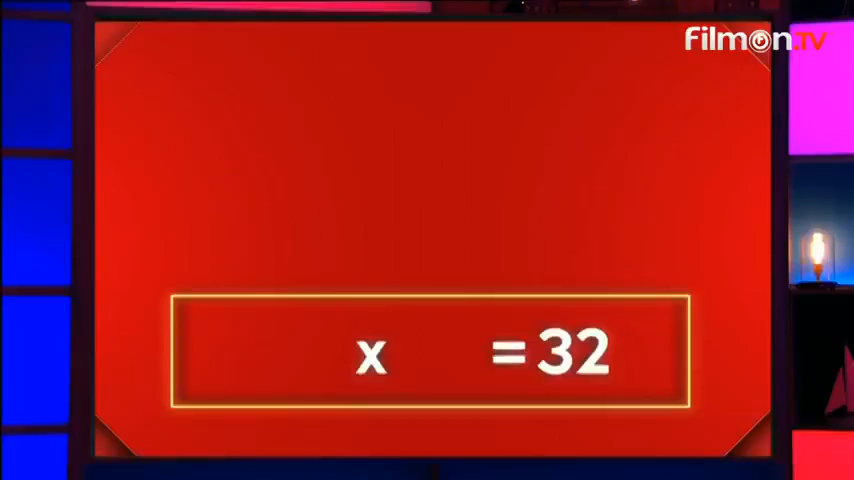 FilmOn.TV
x = 32